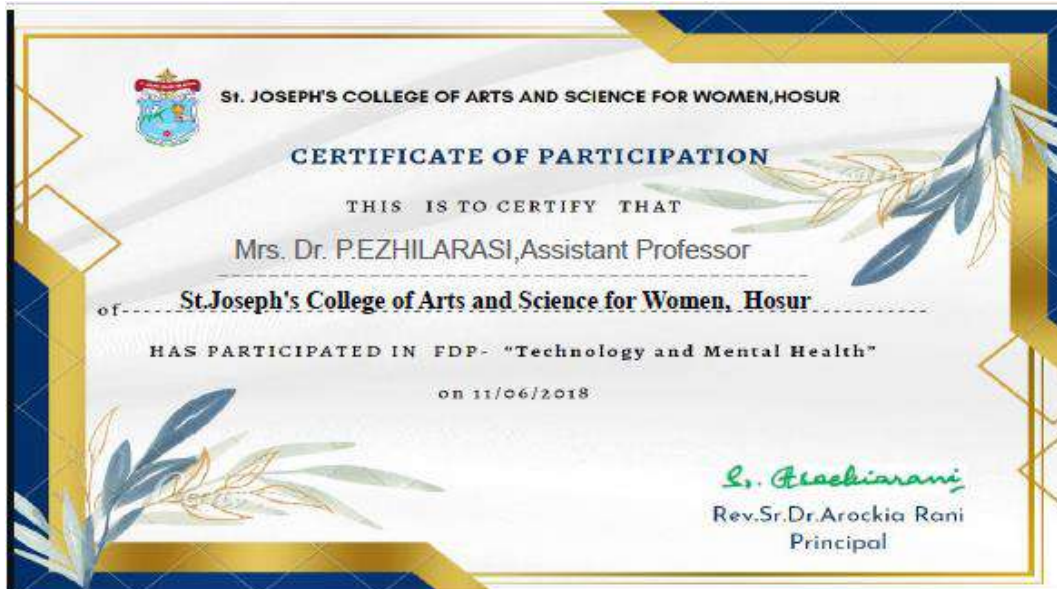 St. JOSEPH'S COLLEGE OF ARTS AND SCIENCE FOR WOMEN,HOSUR
CERTIFICATE OF PARTICIPATION
THIS IS TO CERTIFY THAT
Mrs. Dr. P.EZHILARASI,Assistant Professor
of St.Joseph's College of Arts and Science for Women, Hosur
HAS PARTICIPATED IN FDP- "Technology and Mental Health"
on 11/06/2018
Rev.Sr.Dr.Arockia Rani
Principal